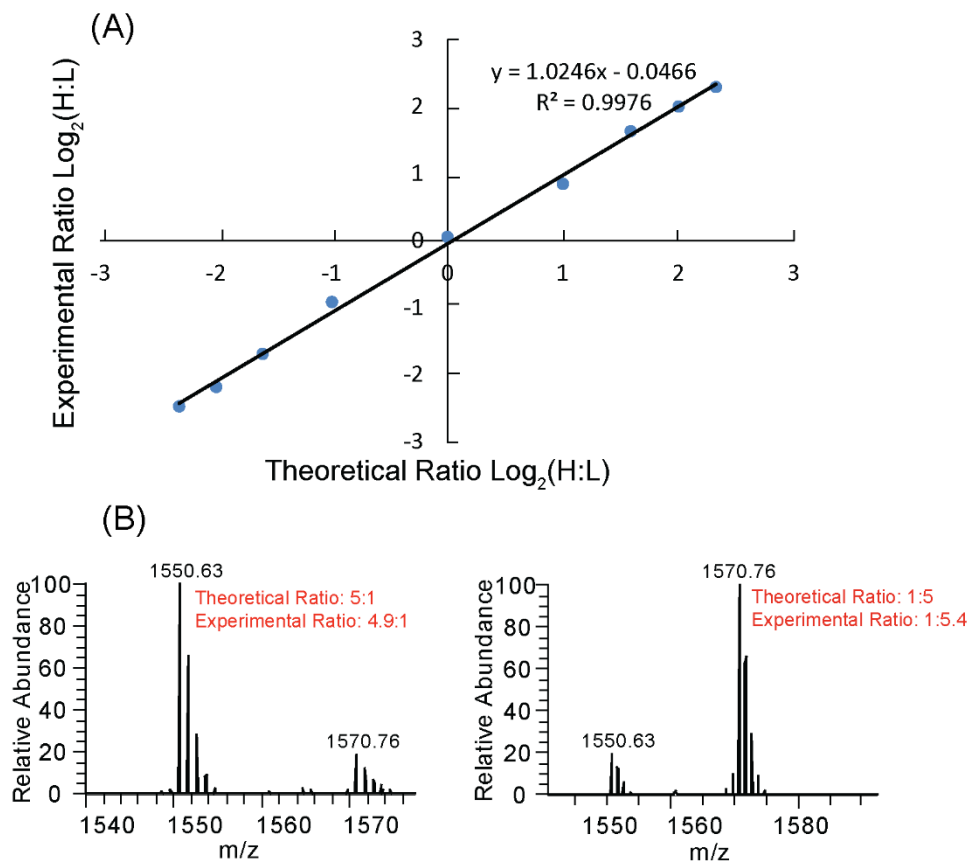 (A)
3
y = 1.0246x - 0.0466
R² = 0.9976
2
1
0
-3 -2 -1 0 1 2 3
-1
-2
-3
Experimental Ratio Log₂(H:L)
Theoretical Ratio Log₂(H:L)
(B)
1550.63
Theoretical Ratio: 5:1
Experimental Ratio: 4.9:1
1570.76
100
80
60
40
20
0
Relative Abundance
1540 1550 1560 1570
m/z
1570.76
Theoretical Ratio: 1:5
Experimental Ratio: 1:5.4
1550.63
100
80
60
40
20
0
Relative Abundance
1550 1560 1580
m/z